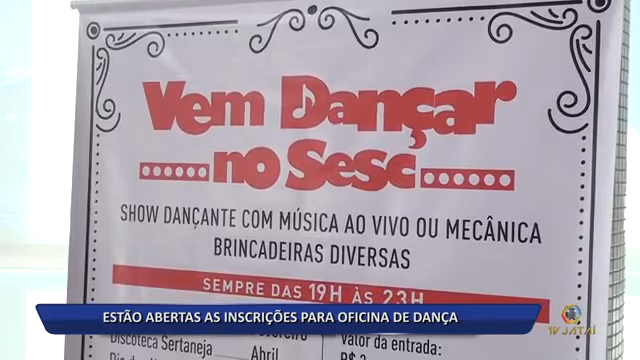 Vem Dançar
no Sesc
SHOW DANÇANTE COM MÚSICA AO VIVO OU MECÂNICA
BRINCADEIRAS DIVERSAS
SEMPRE DAS 19H ÀS 23H
ESTÃO ABERTAS AS INSCRIÇÕES PARA OFICINA DE DANÇA
TV JATAÍ
Discoteca Sertaneja
Abril
Valor da entrada: